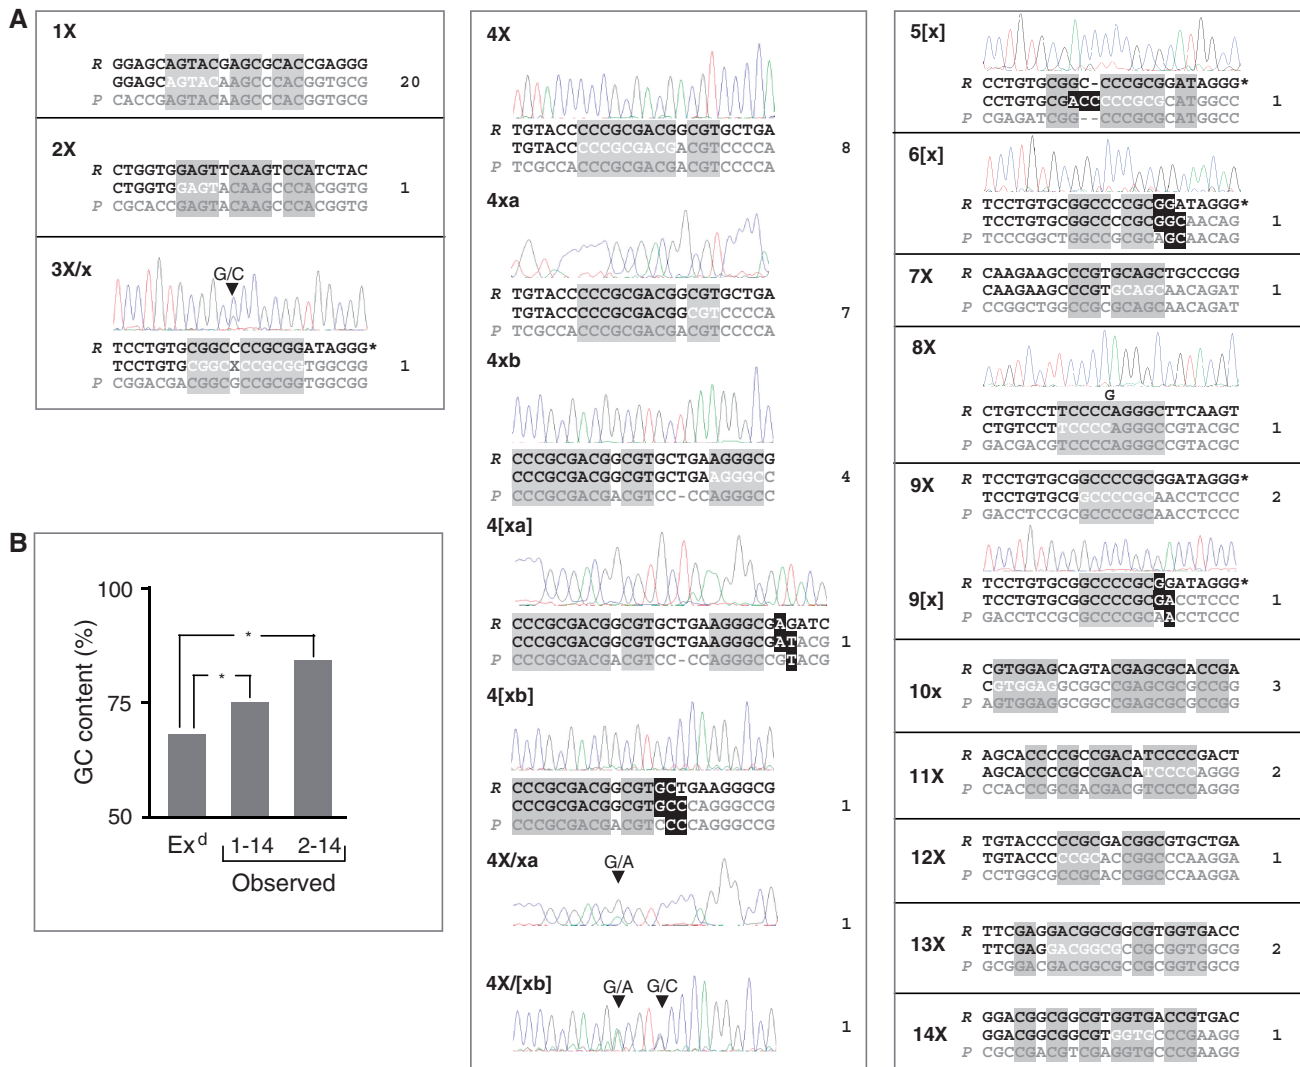 A
1X
R GGAGCAGTACGAGCGCACCGAGGG
GGAGCAGTACAAGCCCACGGTGCG 20
P CACCGAGTACAAGCCCACGGTGCG
2X
R CTGGTGGAGTTCAAGTCCATCTAC
CTGGTGGAGTACAAGCCCACGGTG 1
P CGCACCGAGTACAAGCCCACGGTG
3X/x
G/C
R TCCTGTGCGGCCCCGCGGATAGGG*
TCCTGTGCGGCXCCGCGGTGGCGG 1
P CGGACGACGGCGCCGCGGTGGCGG
B
100
75
50
GC content (%)
*
*
Ex d
1-14
2-14
Observed
4X
R TGTACCCCCGCGACGGCGTGCTGA
TGTACCCCCGCGACGACGTCCCCA 8
P TCGCCACCCGCGACGACGTCCCCA
4xa
R TGTACCCCCGCGACGGCGTGCTGA
TGTACCCCCGCGACGGCGTCCCCA 7
P TCGCCACCCGCGACGACGTCCCCA
4xb
R CCCGCGACGGCGTGCTGAAGGGCG
CCCGCGACGGCGTGCTGAAGGGCC 4
P CCCGCGACGACGTCC-CCAGGGCC
4[xa]
R CCCGCGACGGCGTGCTGAAGGGCGAGATC
CCCGCGACGGCGTGCTGAAGGGCGATACG 1
P CCCGCGACGACGTCC-CCAGGGCCGTACG
4[xb]
R CCCGCGACGGCGTGCTGAAGGGCG
CCCGCGACGGCGTGCCCAGGGCCG 1
P CCCGCGACGACGTCCCCAGGGCCG
4X/xa
G/A
1
4X/[xb]
G/A G/C
1
5[x]
R CCTGTGCGGC-CCCGCGGATAGGG*
CCTGTGCGACCCCCGCGCATGGCC 1
P CGAGATCGG--CCCGCGCATGGCC
6[x]
R TCCTGTGCGGCCCCGCGGATAGGG*
TCCTGTGCGGCCCCGCGGCAACAG 1
P TCCCGGCTGGCCGCGCAGCAACAG
7X
R CAAGAAGCCCGTGCAGCTGCCCGG
CAAGAAGCCCGTGCAGCAACAGAT 1
P CCGGCTGGCCGCGCAGCAACAGAT
8X
G
R CTGTCCTTCCCCAGGGCTTCAAGT
CTGTCCTTCCCCAGGGCCGTACGC 1
P GACGACGTCCCCAGGGCCGTACGC
9X
R TCCTGTGCGGCCCCGCGGATAGGG*
TCCTGTGCGGCCCCGCAACCTCCC 2
P GACCTCCGCGCCCCGCAACCTCCC
9[x]
R TCCTGTGCGGCCCCGCGGATAGGG*
TCCTGTGCGGCCCCGCGACCTCCC 1
P GACCTCCGCGCCCCGCAACCTCCC
10x
R CGTGGAGCAGTACGAGCGCACCGA
CGTGGAGGCGGCCGAGCGCGCCGG 3
P AGTGGAGGCGGCCGAGCGCGCCGG
11X
R AGCACCCCGCCGACATCCCCGACT
AGCACCCCGCCGACATCCCCAGGG 2
P CCACCCGCGACGACGTCCCCAGGG
12X
R TGTACCCCCGCGACGGCGTGCTGA
TGTACCCCCGCACCGGCCCAAGGA 1
P CCTGGCGCCGCACCGGCCCAAGGA
13X
R TTCGAGGACGGCGGCGTGGTGACC
TTCGAGGACGGCGCCGCGGTGGCG 2
P GCGGACGACGGCGCCGCGGTGGCG
14X
R GGACGGCGGCGTGGTGACCGTGAC
GGACGGCGGCGTGGTGCCCGAAGG 1
P CGCCGACGTCGAGGTGCCCGAAGG